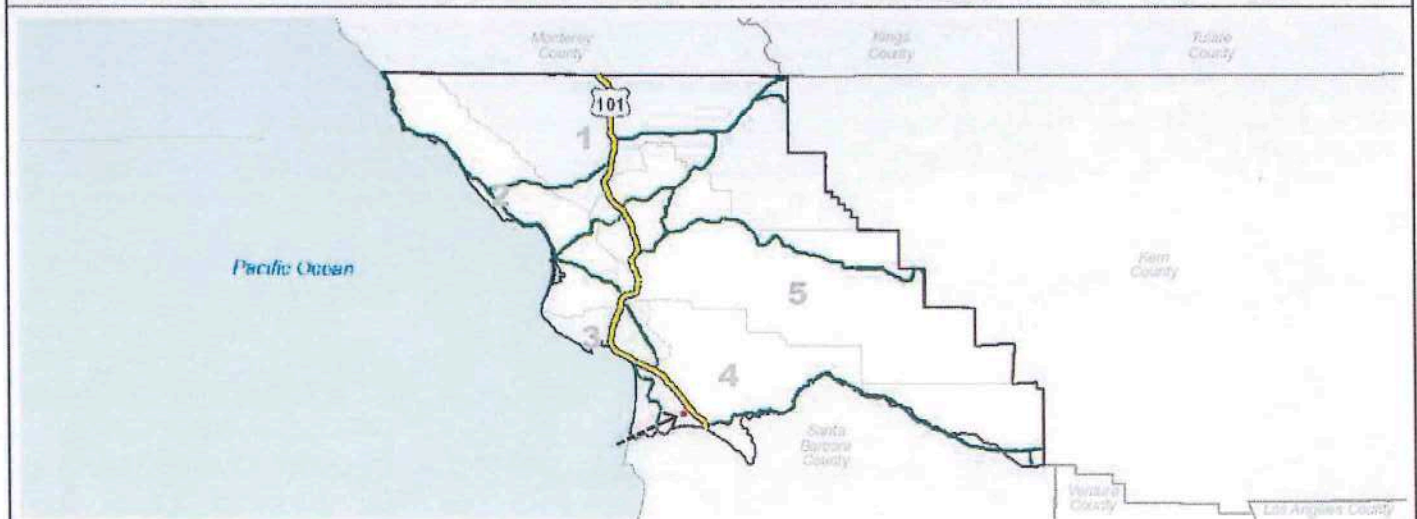 Monterey
County
Kings
County
Tulare
County
101
1
2
Pacific Ocean
Kern
County
5
3
4
Santa
Barbara
County
Ventura
County
Los Angeles County